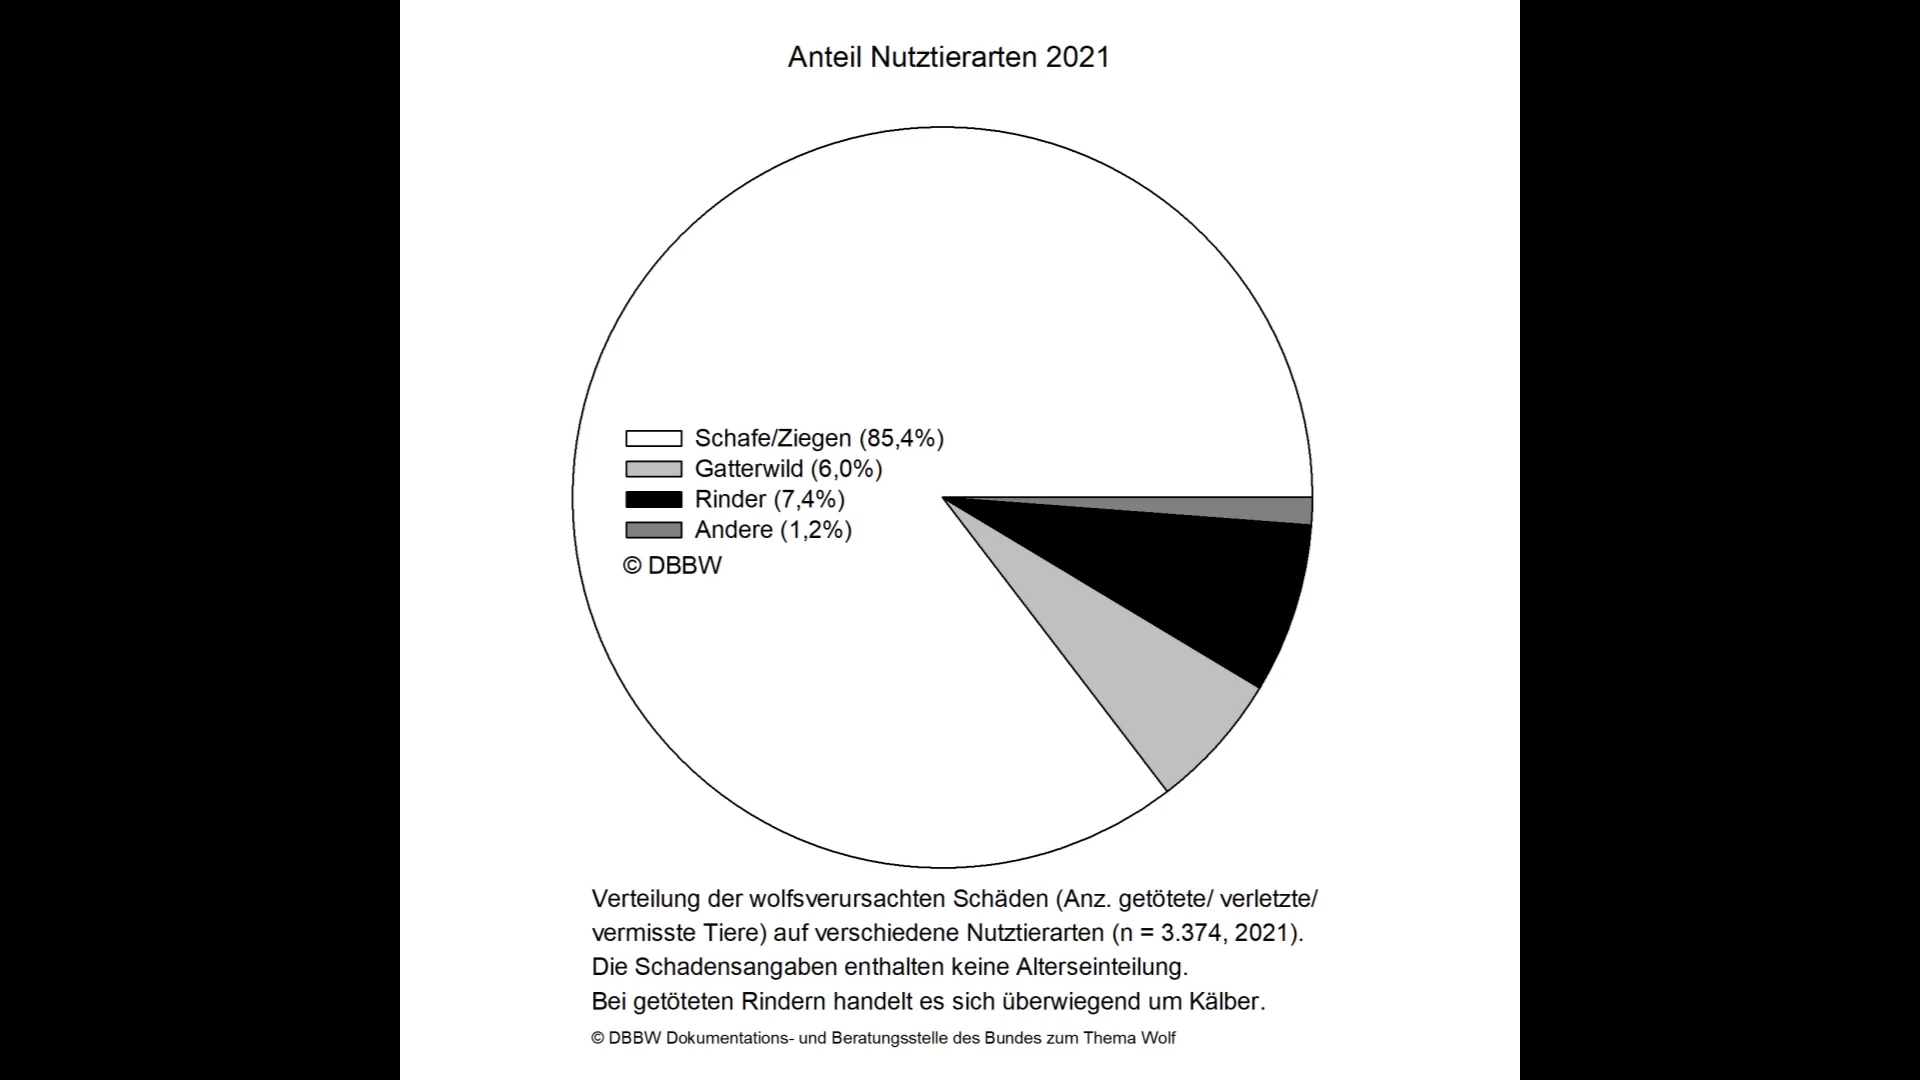 Anteil Nutztierarten 2021
Schafe/Ziegen (85,4%)
Gatterwild (6,0%)
Rinder (7,4%)
Andere (1,2%)
© DBBW
Verteilung der wolfsverursachten Schäden (Anz. getötete/ verletzte/
vermisste Tiere) auf verschiedene Nutztierarten (n = 3.374, 2021).
Die Schadensangaben enthalten keine Alterseinteilung.
Bei getöteten Rindern handelt es sich überwiegend um Kälber.
© DBBW Dokumentations- und Beratungsstelle des Bundes zum Thema Wolf